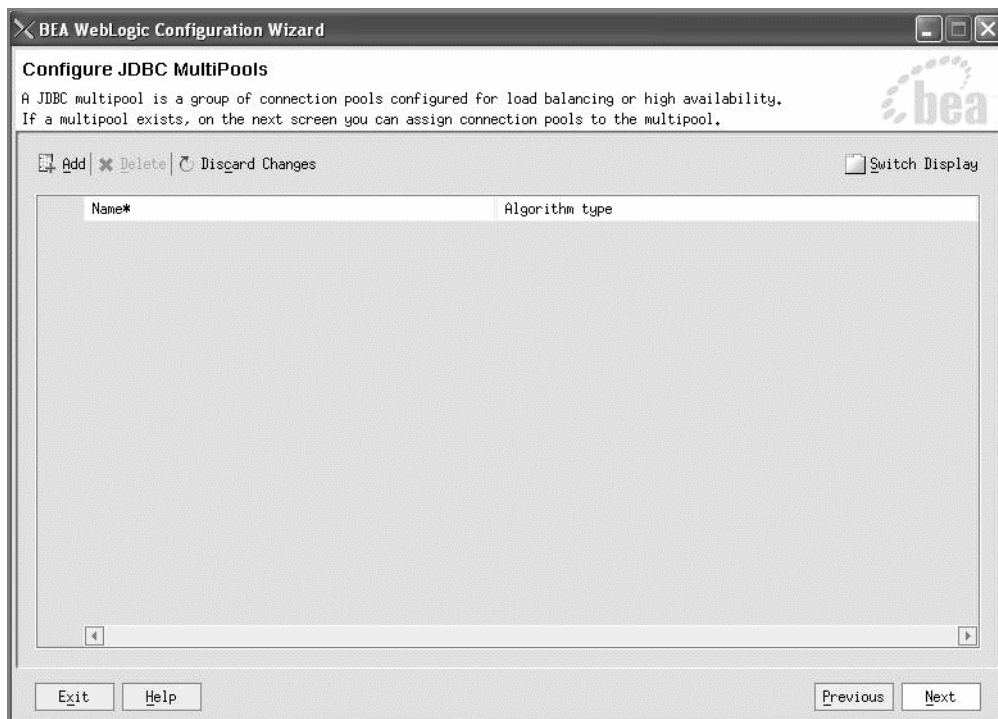 BEA WebLogic Configuration Wizard
Configure JDBC MultiPools
A JDBC multipool is a group of connection pools configured for load balancing or high availability.
If a multipool exists, on the next screen you can assign connection pools to the multipool.
bea
Add Delete Discard Changes Switch Display
Name* Algorithm type
Exit Help Previous Next